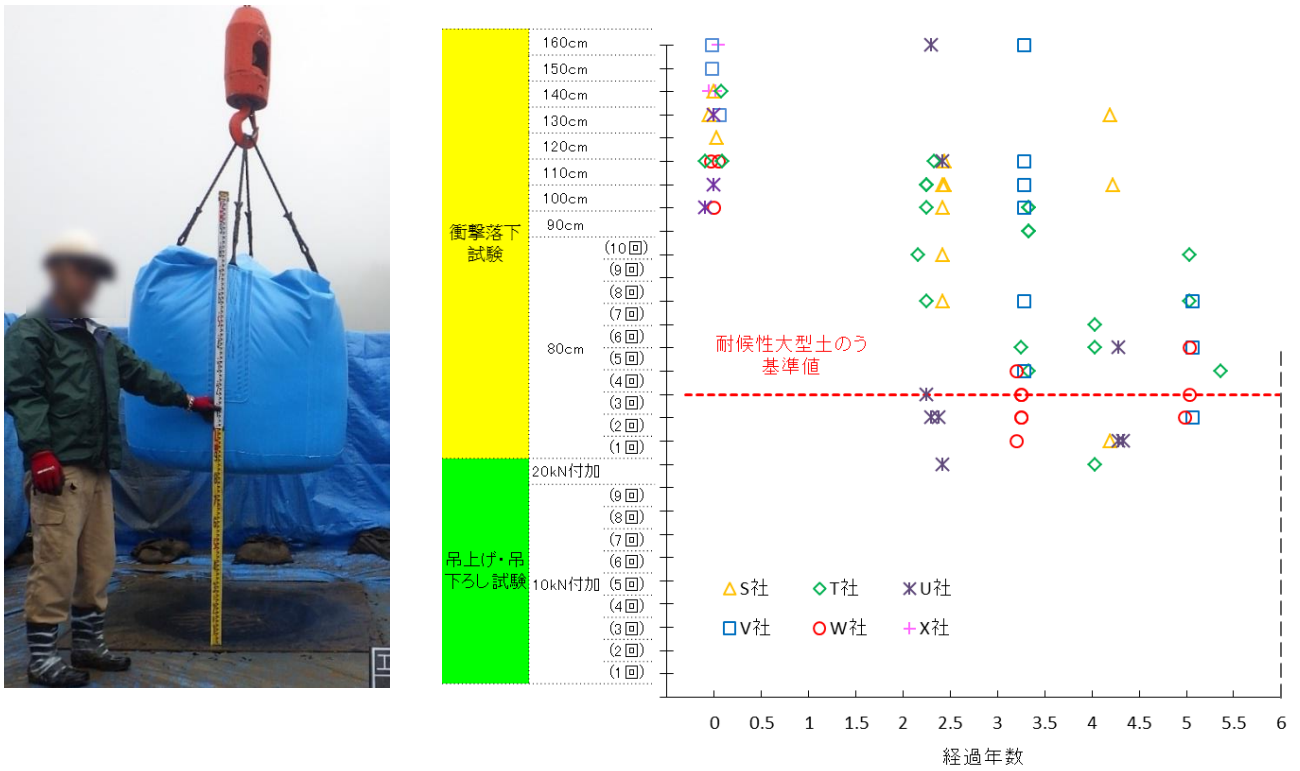 160cm
150cm
140cm
130cm
120cm
110cm
100cm
90cm
衝撃落下
試験
80cm
(10回)
(9回)
(8回)
(7回)
(6回)
(5回)
(4回)
(3回)
(2回)
(1回)
耐候性大型土のう
基準値
20kN付加
吊上げ・吊
下ろし試験
10kN付加
(9回)
(8回)
(7回)
(6回)
(5回)
(4回)
(3回)
(2回)
(1回)
S社 T社 U社
V社 W社 X社
0 0.5 1 1.5 2 2.5 3 3.5 4 4.5 5 5.5 6
経過年数